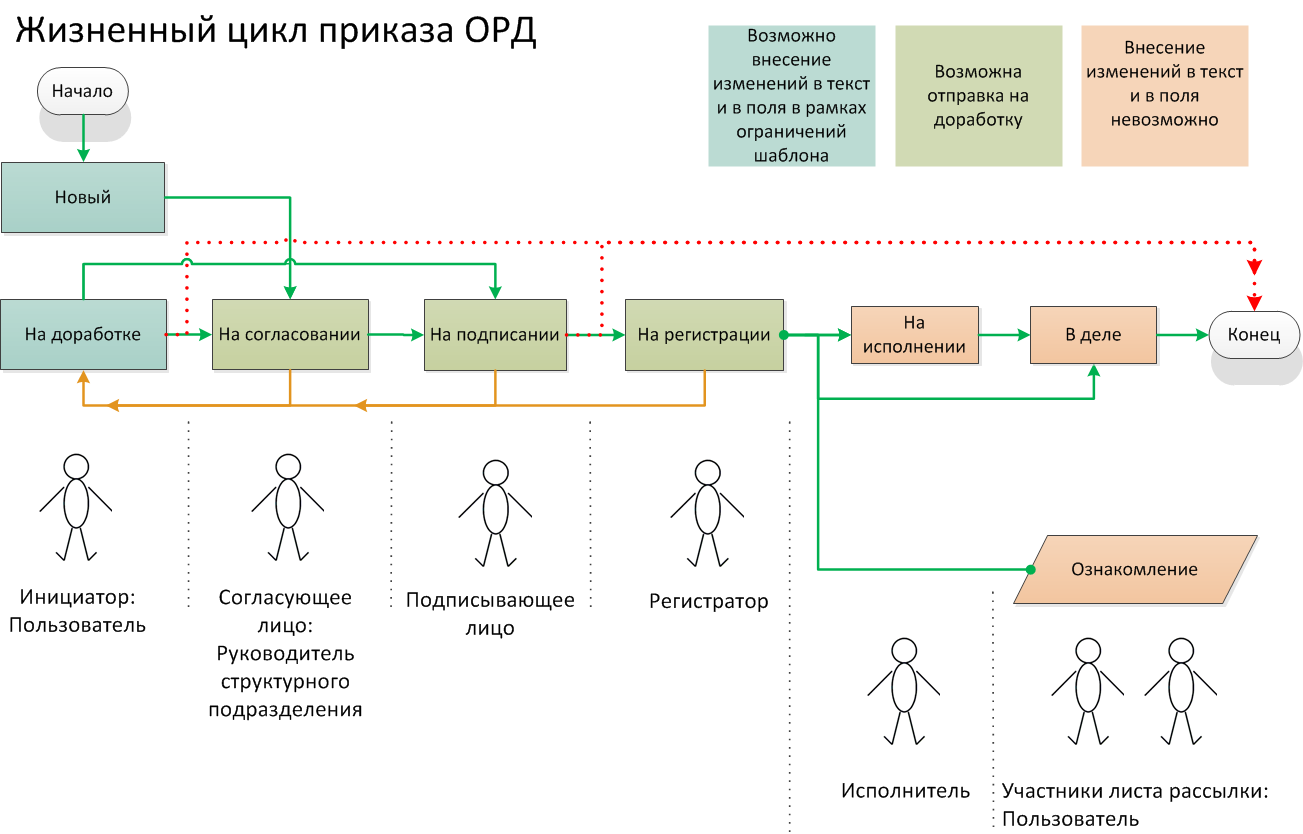 Жизненный цикл приказа ОРД
Возможно
внесение
изменений в текст
и в поля в рамках
ограничений
шаблона
Возможна
отправка на
доработку
Внесение
изменений в текст
и в поля
невозможно
Начало
Новый
На доработке
На согласовании
На подписании
На регистрации
На
исполнении
В деле
Конец
Ознакомление
Инициатор:
Пользователь
Согласующее
лицо:
Руководитель
структурного
подразделения
Подписывающее
лицо
Регистратор
Исполнитель
Участники листа рассылки:
Пользователь